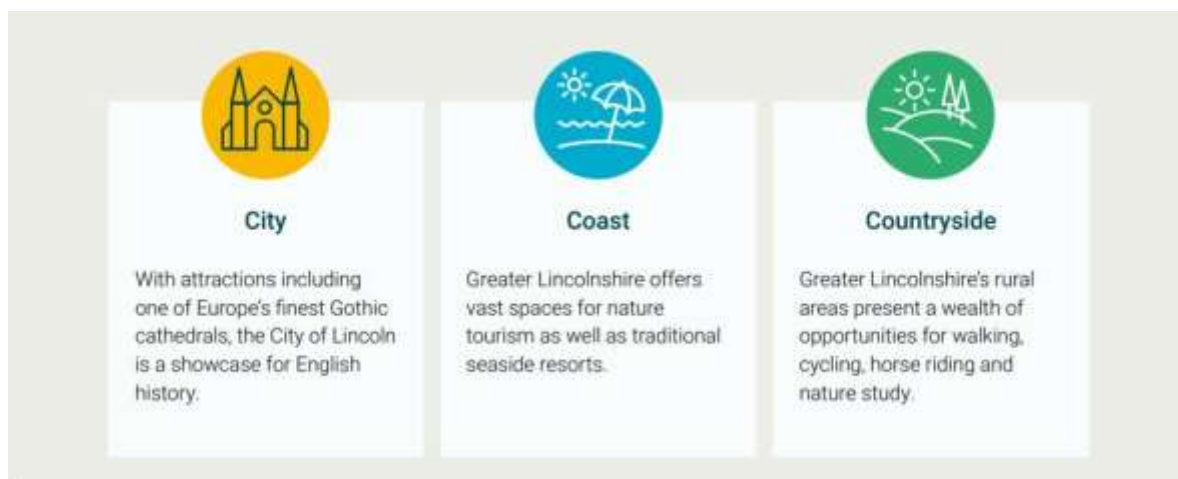 City
With attractions including
one of Europe's finest Gothic
cathedrals, the City of Lincoln
is a showcase for English
history.
Coast
Greater Lincolnshire offers
vast spaces for nature
tourism as well as traditional
seaside resorts.
Countryside
Greater Lincolnshire's rural
areas present a wealth of
opportunities for walking,
cycling, horse riding and
nature study.